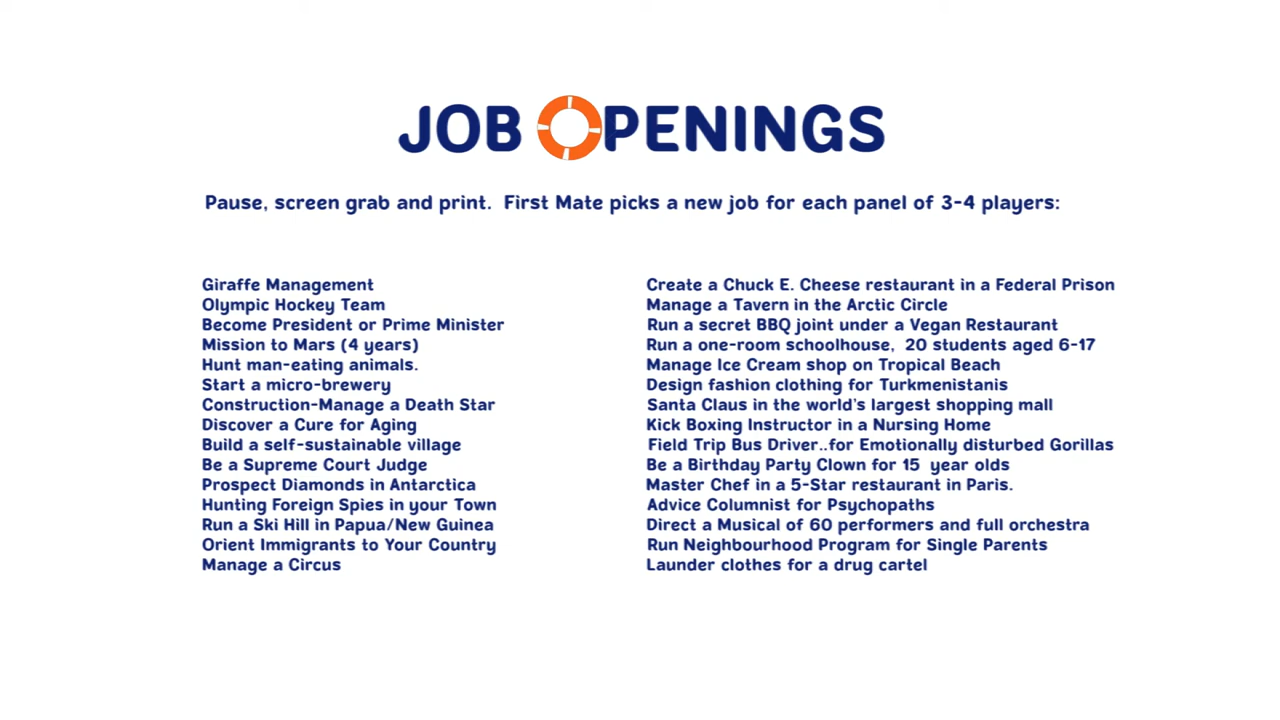 JOB OPENINGS
Pause, screen grab and print. First Mate picks a new job for each panel of 3-4 players:
Giraffe Management
Olympic Hockey Team
Become President or Prime Minister
Mission to Mars (4 years)
Hunt man-eating animals.
Start a micro-brewery
Construction-Manage a Death Star
Discover a Cure for Aging
Build a self-sustainable village
Be a Supreme Court Judge
Prospect Diamonds in Antarctica
Hunting Foreign Spies in your Town
Run a Ski Hill in Papua/New Guinea
Orient Immigrants to Your Country
Manage a Circus
Create a Chuck E. Cheese restaurant in a Federal Prison
Manage a Tavern in the Arctic Circle
Run a secret BBQ joint under a Vegan Restaurant
Run a one-room schoolhouse, 20 students aged 6-17
Manage Ice Cream shop on Tropical Beach
Design fashion clothing for Turkmenistanis
Santa Claus in the world's largest shopping mall
Kick Boxing Instructor in a Nursing Home
Field Trip Bus Driver..for Emotionally disturbed Gorillas
Be a Birthday Party Clown for 15 year olds
Master Chef in a 5-Star restaurant in Paris.
Advice Columnist for Psychopaths
Direct a Musical of 60 performers and full orchestra
Run Neighbourhood Program for Single Parents
Launder clothes for a drug cartel